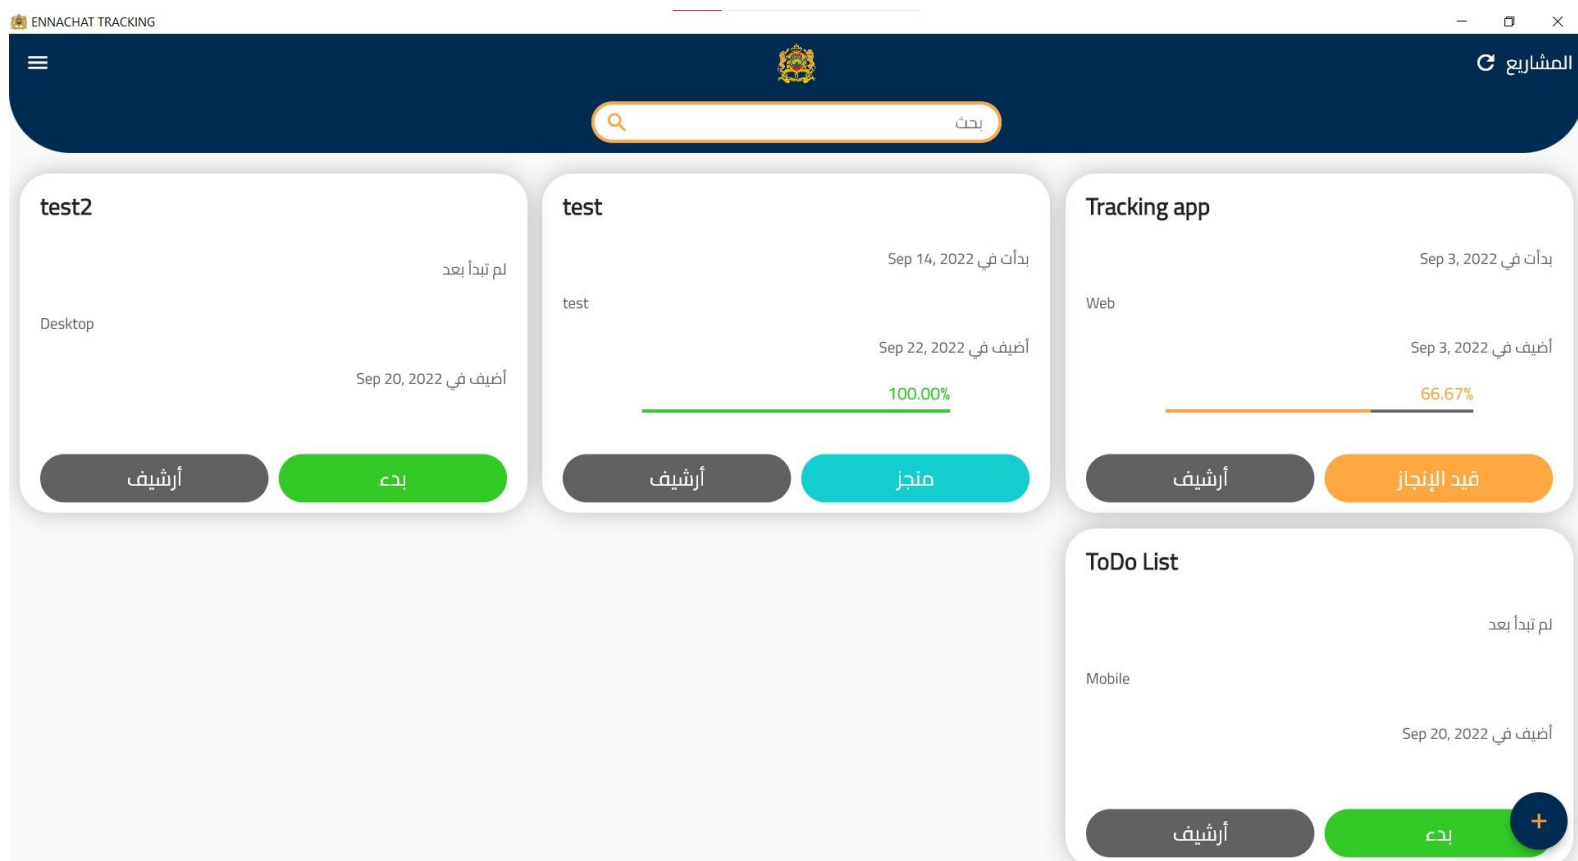 ENNACHAT TRACKING
المشاريع
بحث
Tracking app
بدأت في Sep 3, 2022
Web
أضيف في Sep 3, 2022
66.67%
قيد الإنجاز
أرشيف
test
بدأت في Sep 14, 2022
test
أضيف في Sep 22, 2022
100.00%
منجز
أرشيف
test2
لم تبدأ بعد
Desktop
أضيف في Sep 20, 2022
بدء
أرشيف
ToDo List
لم تبدأ بعد
Mobile
أضيف في Sep 20, 2022
بدء
أرشيف